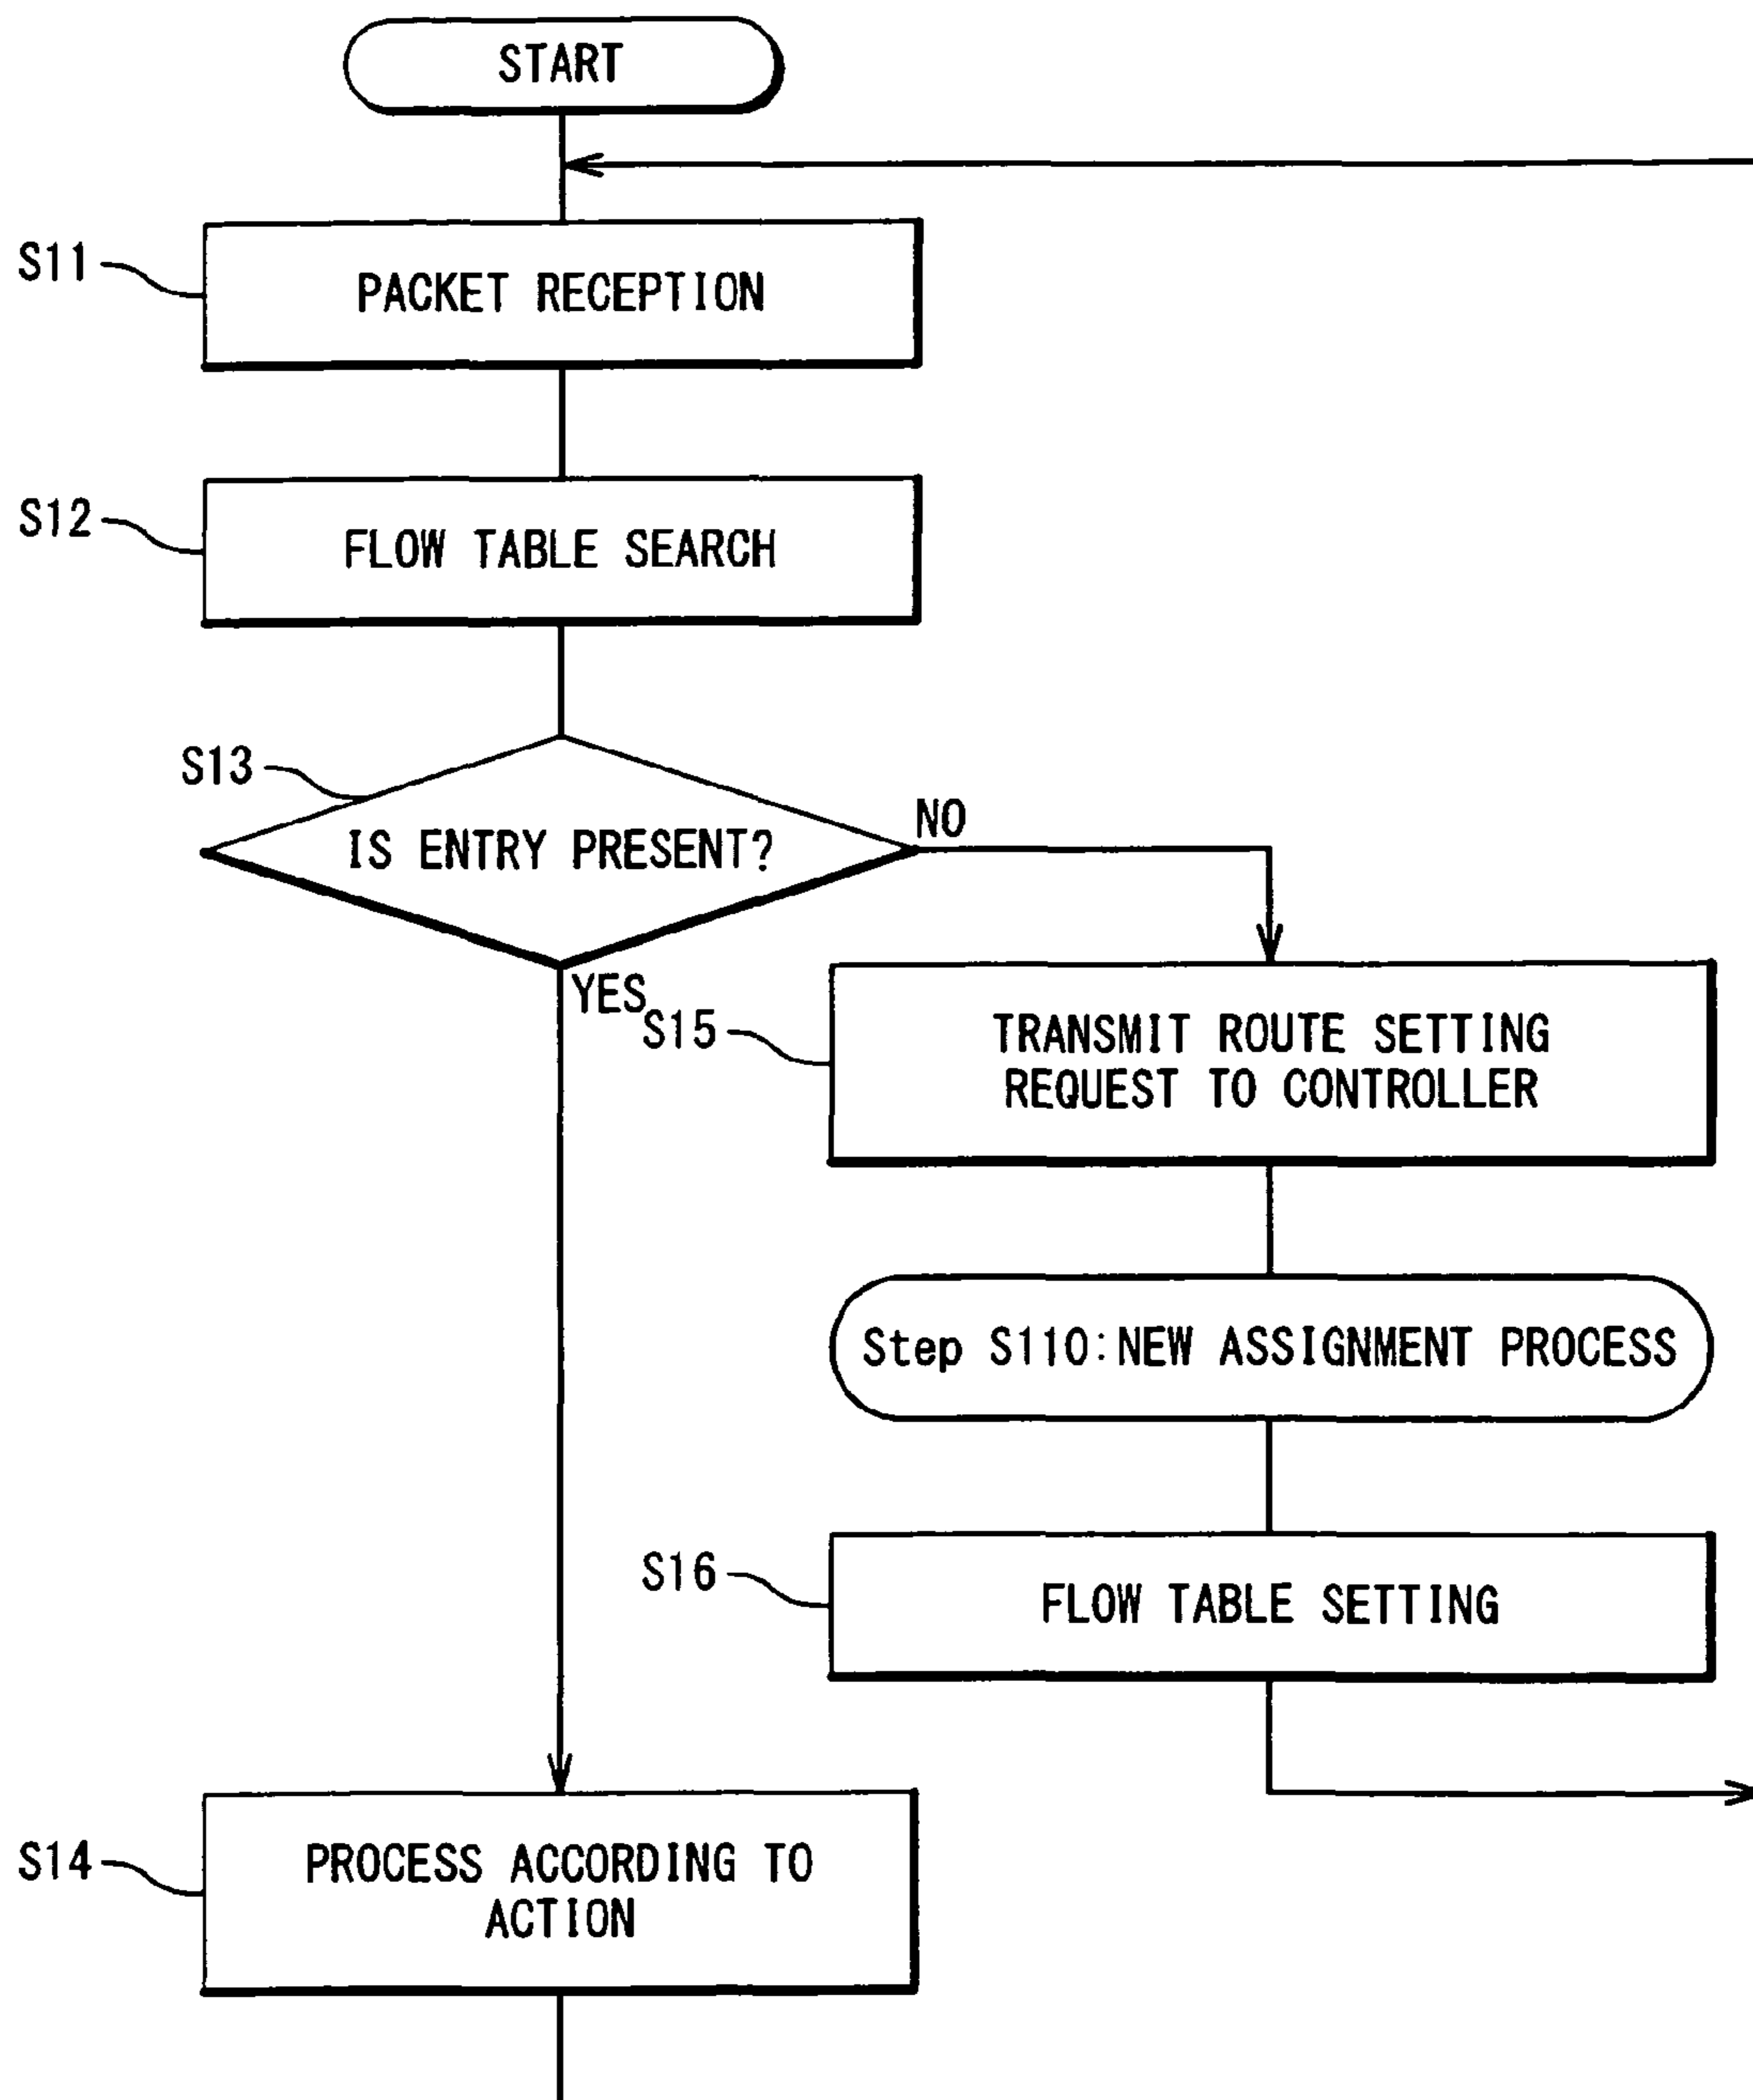 START
S11
PACKET RECEPTION
S12
FLOW TABLE SEARCH
S13
IS ENTRY PRESENT?
NO
YES
S15
TRANSMIT ROUTE SETTING
REQUEST TO CONTROLLER
Step S110:NEW ASSIGNMENT PROCESS
S16
FLOW TABLE SETTING
S14
PROCESS ACCORDING TO
ACTION